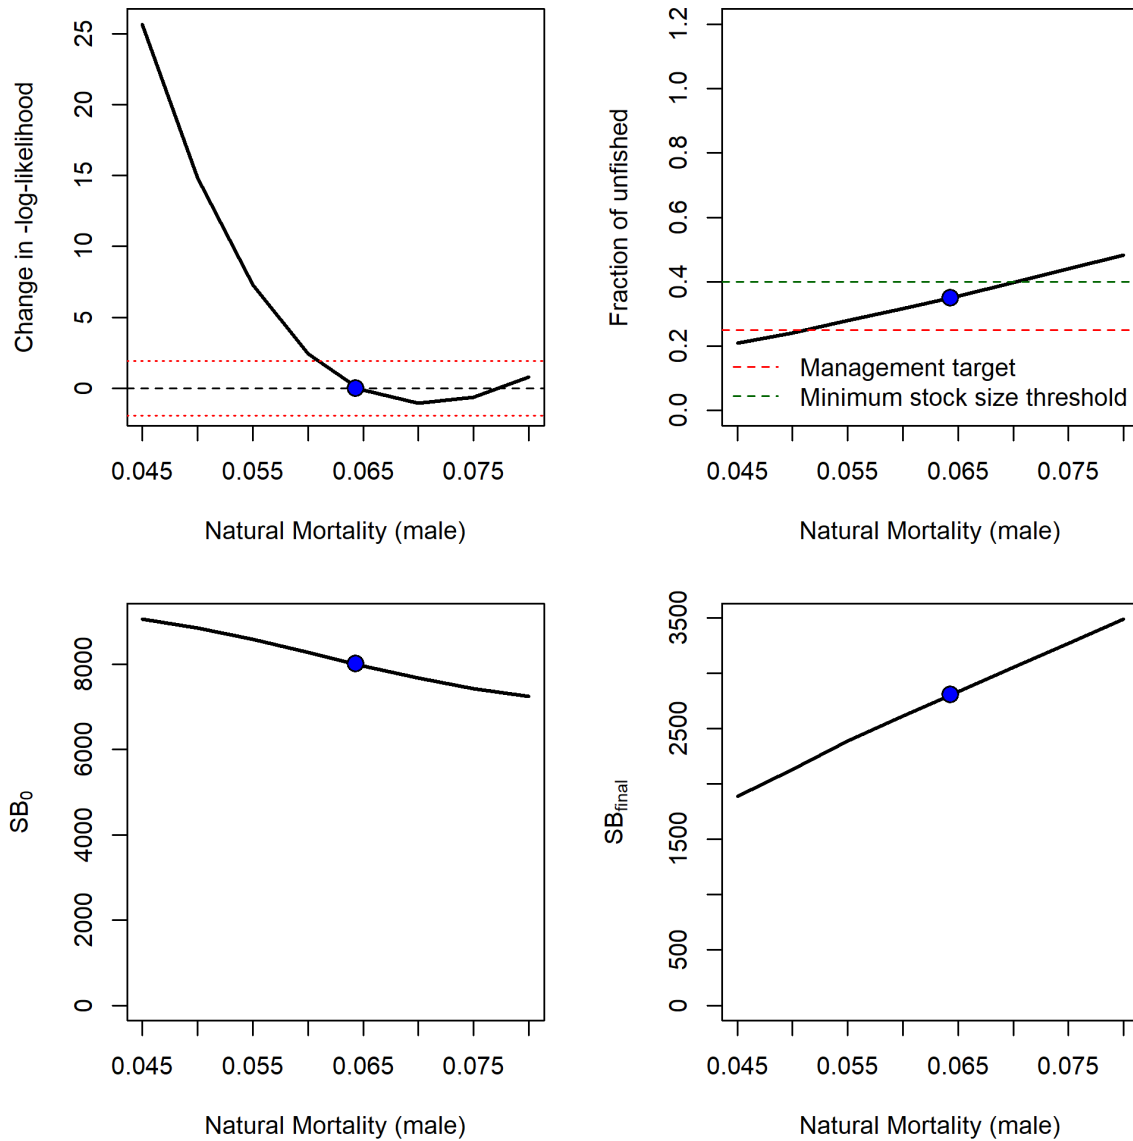 25
20
15
10
5
0
Change in -log-likelihood
0.045 0.055 0.065 0.075
Natural Mortality (male)
1.2
1.0
0.8
0.6
0.4
0.2
0.0
Fraction of unfished
Management target
Minimum stock size threshold
0.045 0.055 0.065 0.075
Natural Mortality (male)
8000
6000
4000
2000
0
SB0
0.045 0.055 0.065 0.075
Natural Mortality (male)
3500
2500
1500
500
0
SBfinal
0.045 0.055 0.065 0.075
Natural Mortality (male)